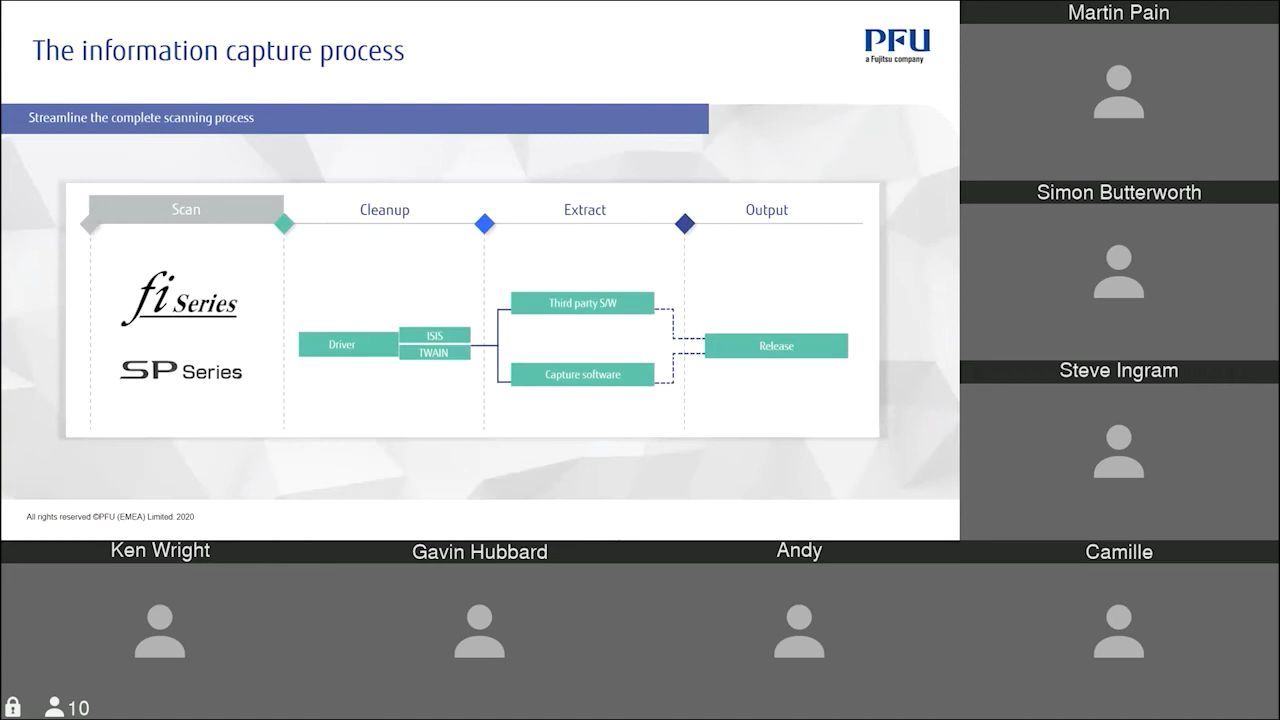 The information capture process
PFU
a Fujitsu company
Streamline the complete scanning process
Scan
Cleanup
Extract
Output
fi Series
SP Series
Driver
ISIS
TWAIN
Third party S/W
Capture software
Release
All rights reserved ©PFU (EMEA) Limited 2020
Martin Pain
Simon Butterworth
Steve Ingram
Ken Wright
Gavin Hubbard
Andy
Camille
10